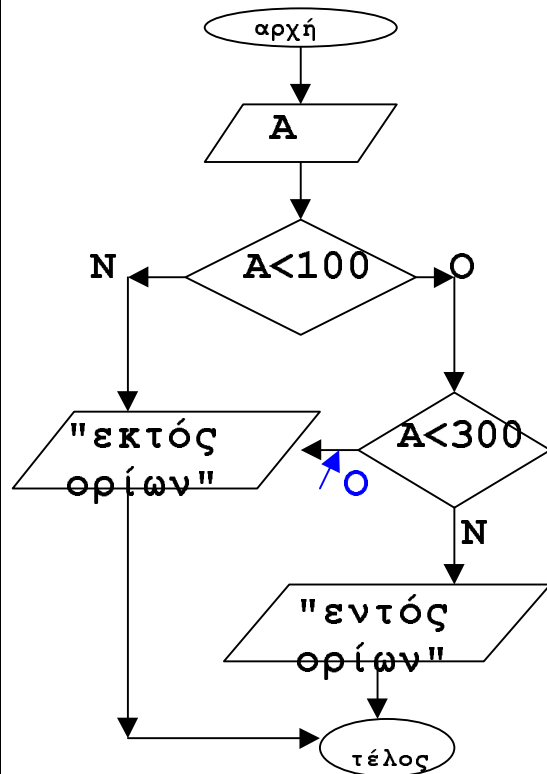 αρχή
Α
Ν
Α<100
Ο
"εκτός
ορίων"
Α<300
Ο
Ν
"εντός
ορίων"
τέλος